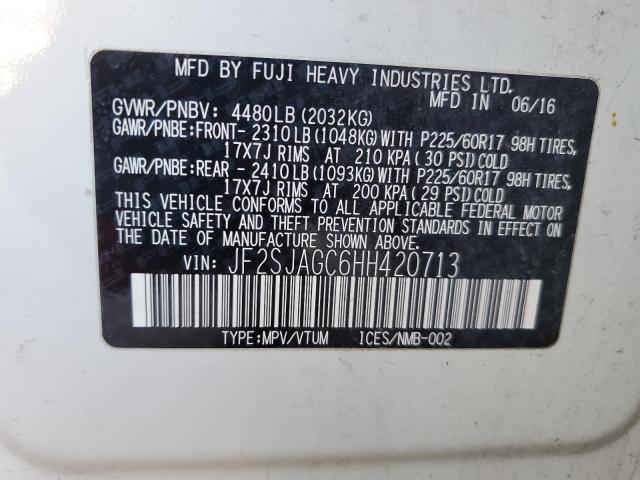 MFD BY FUJI HEAVY INDUSTRIES LTD.
MFD IN 06/16
GVWR/PNBV: 4480LB(2032KG)
GAWR/PNBE:FRONT- 2310LB(1048KG)WITH P225/60R17 98H TIRES,
17X7J RIMS AT 210 KPA(30 PSI)COLD
GAWR/PNBE:REAR - 2410LB(1093KG)WITH P225/60R17 98H TIRES,
17X7J RIMS AT 200 KPA(29 PSI)COLD
THIS VEHICLE CONFORMS TO ALL APPLICABLE FEDERAL MOTOR
VEHICLE SAFETY AND THEFT PREVENTION STANDARDS IN EFFECT ON
THE DATE OF MANUFACTURE SHOWN ABOVE.
VIN: JF2SJAGC6HH420713
TYPE:MPV/VTUM ICES/NMB-002